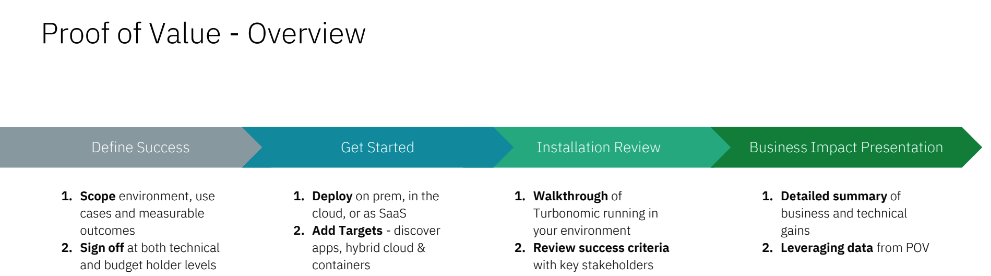 Proof of Value - Overview
Define Success
Get Started
Installation Review
Business Impact Presentation
1. Scope environment, use
cases and measurable
outcomes
2. Sign off at both technical
and budget holder levels
1. Deploy on prem, in the
cloud, or as SaaS
2. Add Targets - discover
apps, hybrid cloud &
containers
1. Walkthrough of
Turbonomic running in
your environment
2. Review success criteria
with key stakeholders
1. Detailed summary of
business and technical
gains
2. Leveraging data from POV